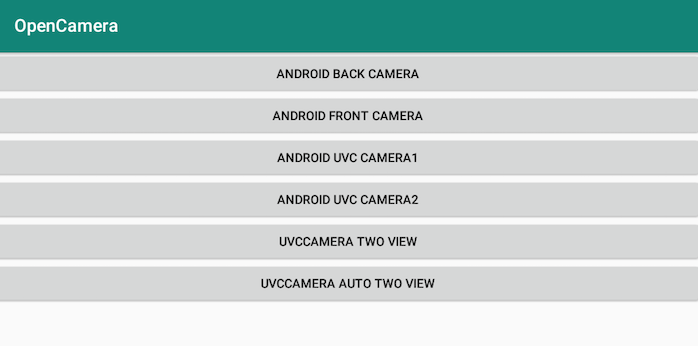 OpenCamera
ANDROID BACK CAMERA
ANDROID FRONT CAMERA
ANDROID UVC CAMERA1
ANDROID UVC CAMERA2
UVCCAMERA TWO VIEW
UVCCAMERA AUTO TWO VIEW